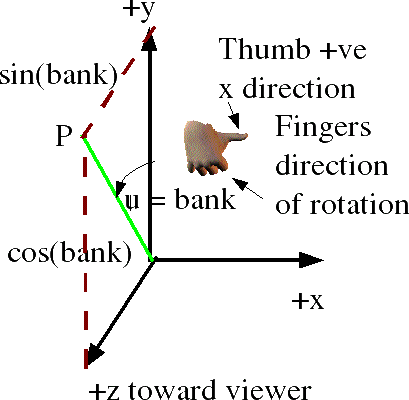 +y
Thumb +ve
x direction
sin(bank)
Fingers
direction
of rotation
P
μ = bank
cos(bank)
+x
+z toward viewer